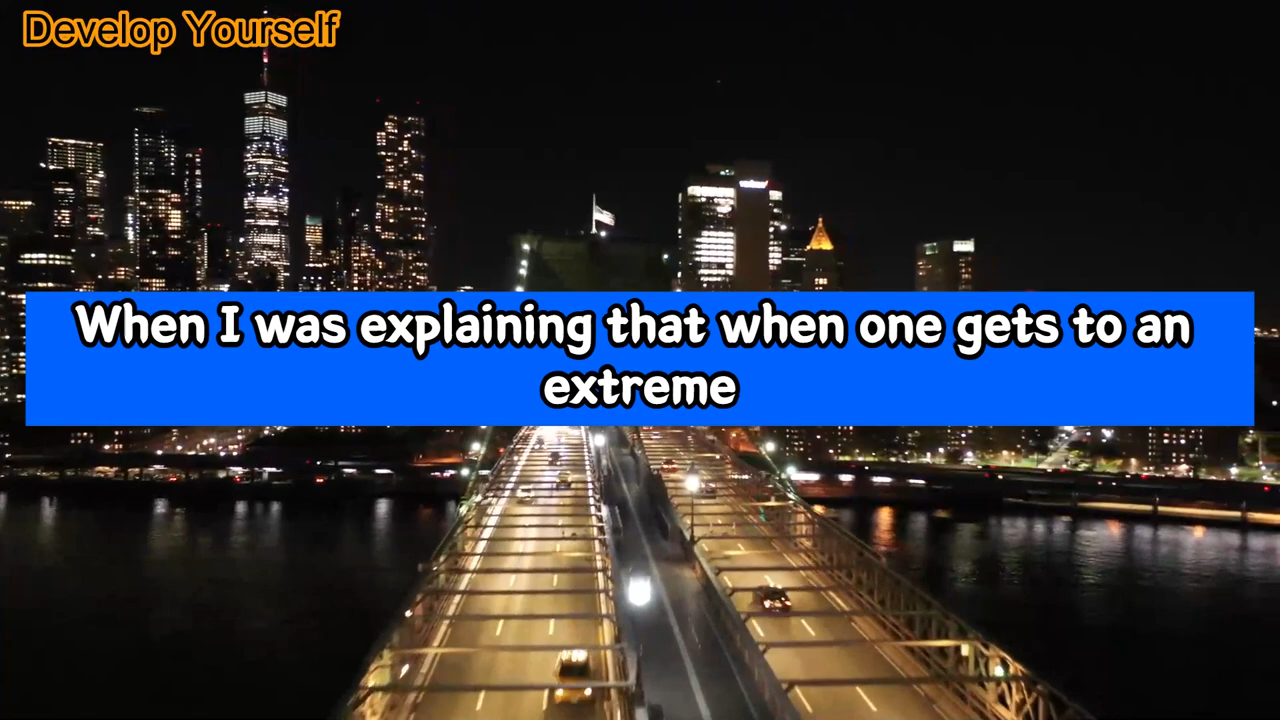 Develop Yourself
When I was explaining that when one gets to an
extreme